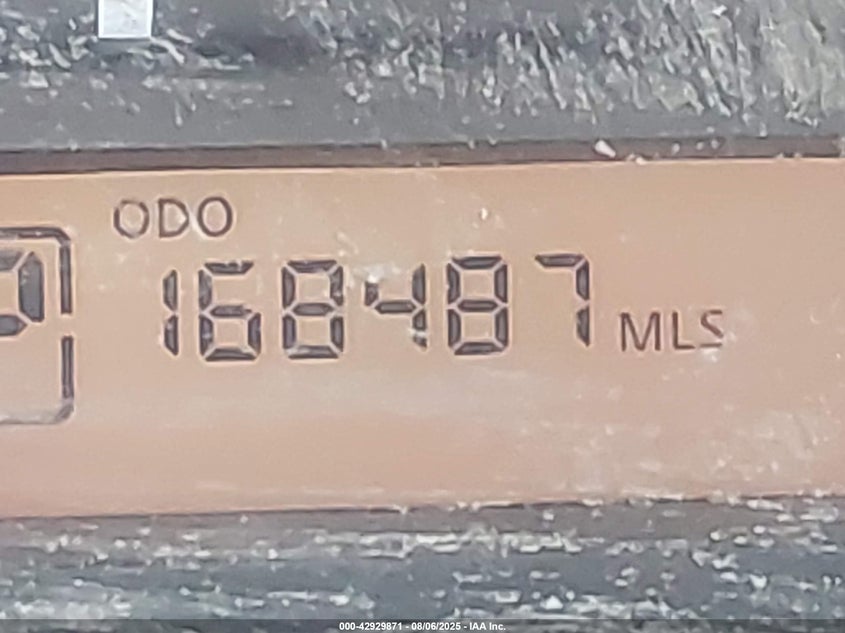 ODO
P
168487 MLS
000-42929871 - 08/06/2025 - IAA Inc.